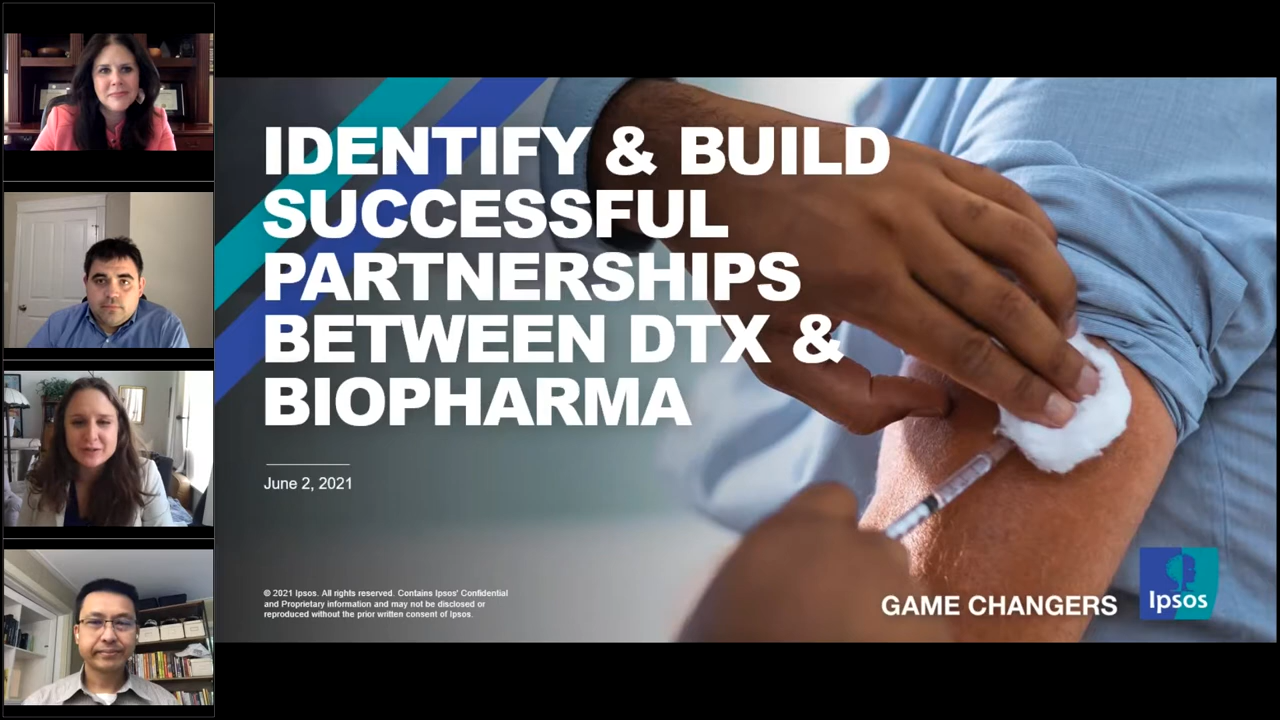 IDENTIFY & BUILD
SUCCESSFUL
PARTNERSHIPS
BETWEEN DTX &
BIOPHARMA
June 2, 2021
© 2021 Ipsos. All rights reserved. Contains Ipsos' Confidential
and Proprietary information and may not be disclosed or
reproduced without the prior written consent of Ipsos.
GAME CHANGERS
Ipsos